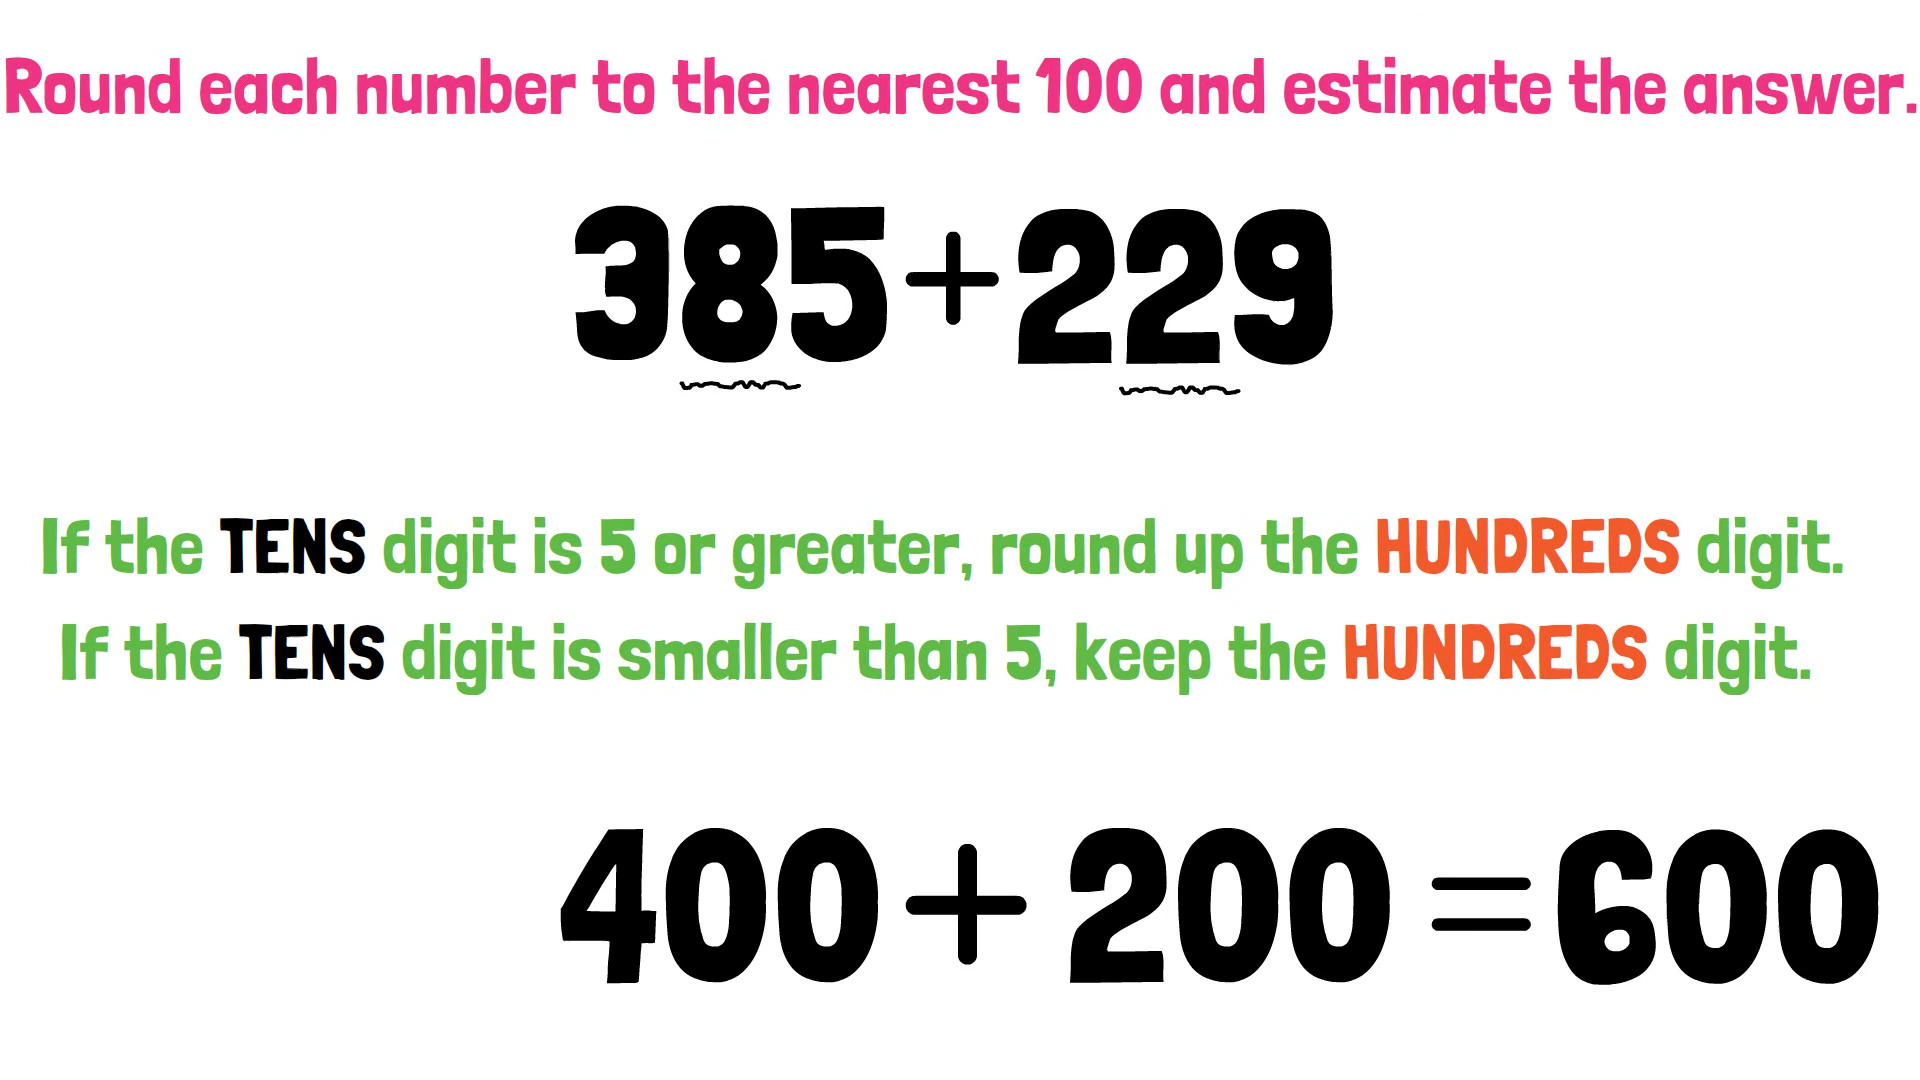 Round each number to the nearest 100 and estimate the answer.
385+229
If the TENS digit is 5 or greater, round up the HUNDREDS digit.
If the TENS digit is smaller than 5, keep the HUNDREDS digit.
400+200=600